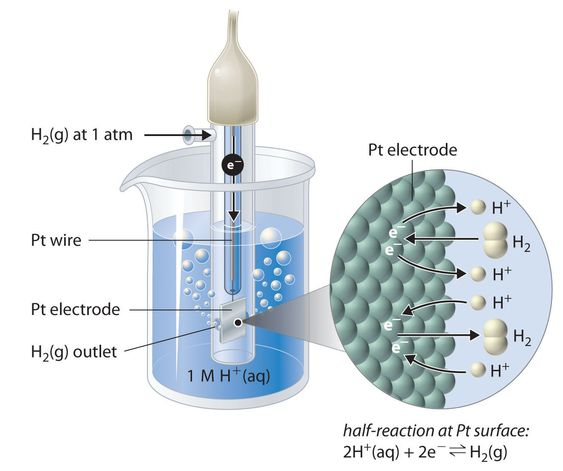 H₂(g) at 1 atm
e⁻
Pt wire
Pt electrode
H₂(g) outlet
1 M H⁺(aq)
Pt electrode
H⁺
e⁻
H₂
e⁻
H⁺
H⁺
e⁻
H₂
e⁻
H⁺
half-reaction at Pt surface:
2H⁺(aq) + 2e⁻ ⇌ H₂(g)